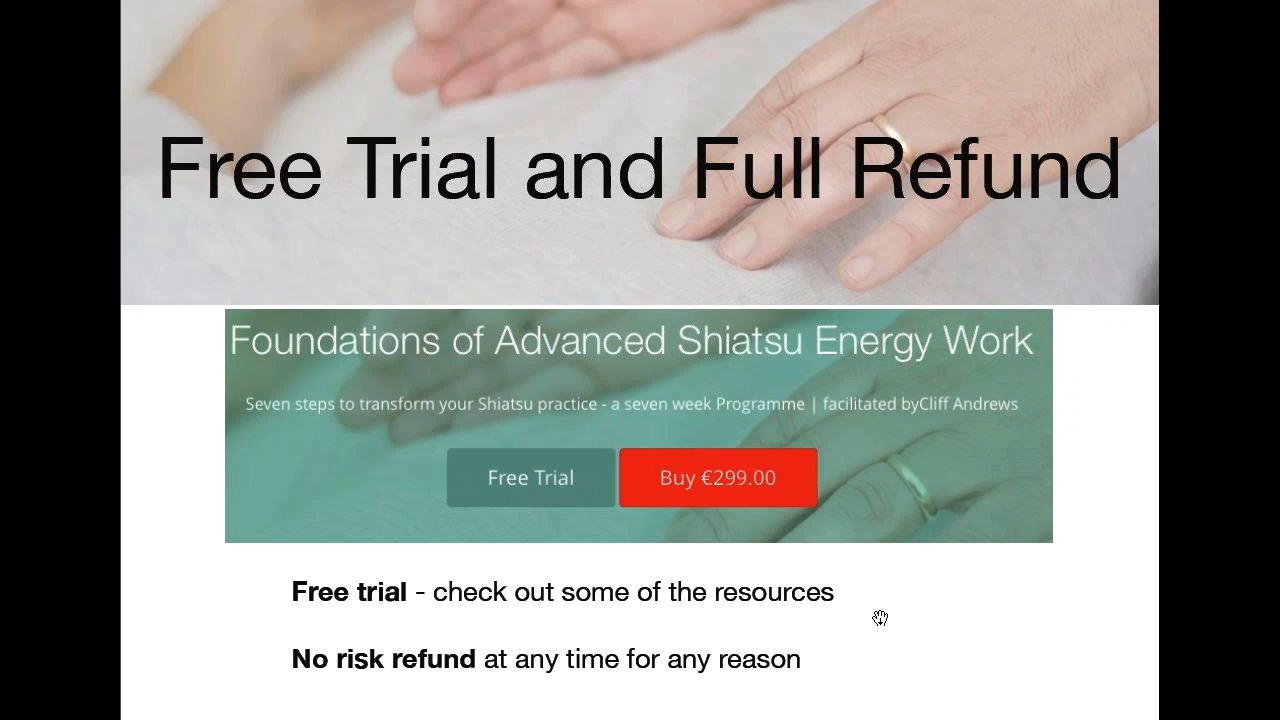 Free Trial and Full Refund
Foundations of Advanced Shiatsu Energy Work
Seven steps to transform your Shiatsu practice - a seven week Programme | facilitated byCliff Andrews
Free Trial
Buy €299.00
Free trial - check out some of the resources
No risk refund at any time for any reason